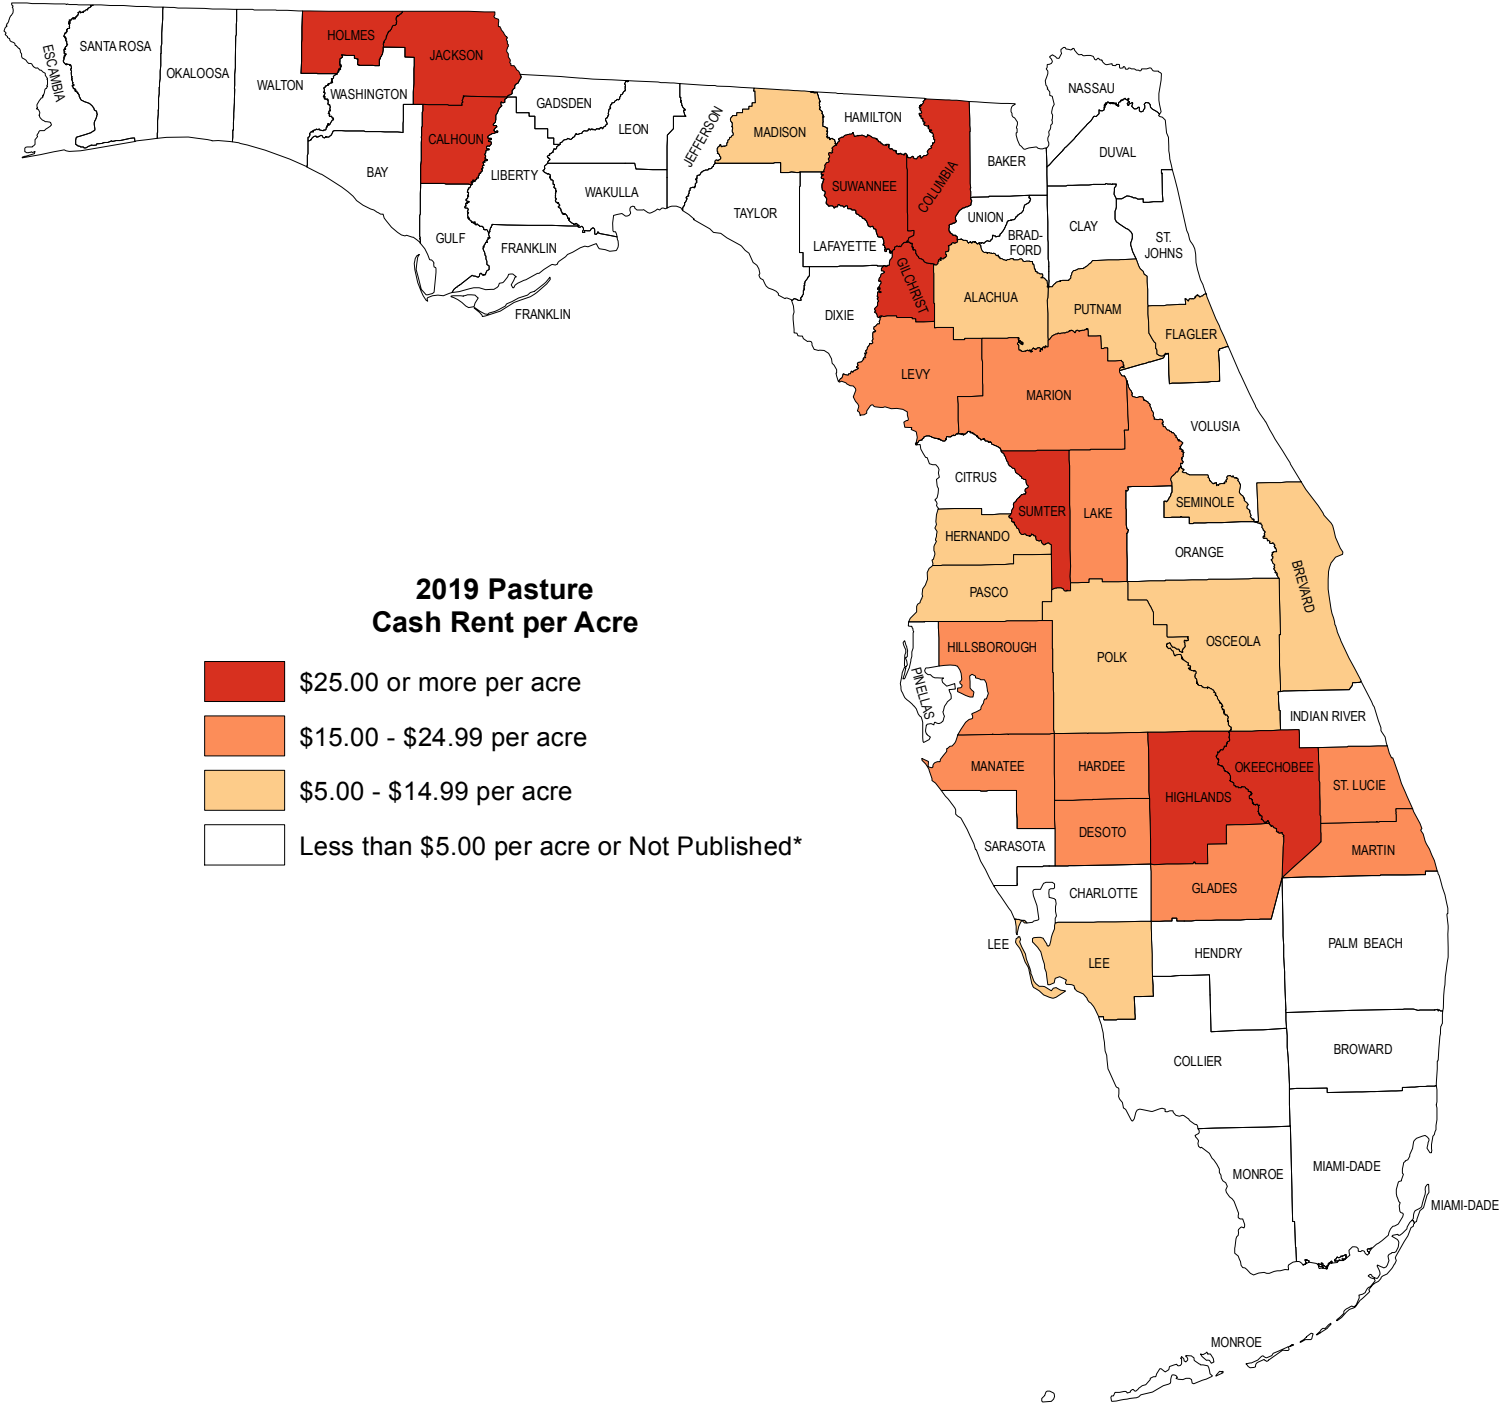 ESCAMBIA
SANTA ROSA
OKALOOSA
WALTON
HOLMES
JACKSON
WASHINGTON
CALHOUN
BAY
GULF
GADSDEN
LIBERTY
LEON
WAKULLA
FRANKLIN
FRANKLIN
JEFFERSON
MADISON
TAYLOR
HAMILTON
SUWANNEE
LAFAYETTE
DIXIE
COLUMBIA
GILCHRIST
BAKER
UNION
BRAD-
FORD
NASSAU
DUVAL
CLAY
ST.
JOHNS
ALACHUA
PUTNAM
FLAGLER
LEVY
MARION
VOLUSIA
CITRUS
SUMTER
LAKE
SEMINOLE
HERNANDO
ORANGE
BREVARD
PASCO
OSCEOLA
HILLSBOROUGH
POLK
PINELLAS
INDIAN RIVER
MANATEE
HARDEE
HIGHLANDS
OKEECHOBEE
ST. LUCIE
DESOTO
SARASOTA
MARTIN
GLADES
CHARLOTTE
LEE
LEE
HENDRY
PALM BEACH
COLLIER
BROWARD
MONROE
MIAMI-DADE
MIAMI-DADE
MONROE
2019 Pasture
Cash Rent per Acre
$25.00 or more per acre
$15.00 - $24.99 per acre
$5.00 - $14.99 per acre
Less than $5.00 per acre or Not Published*